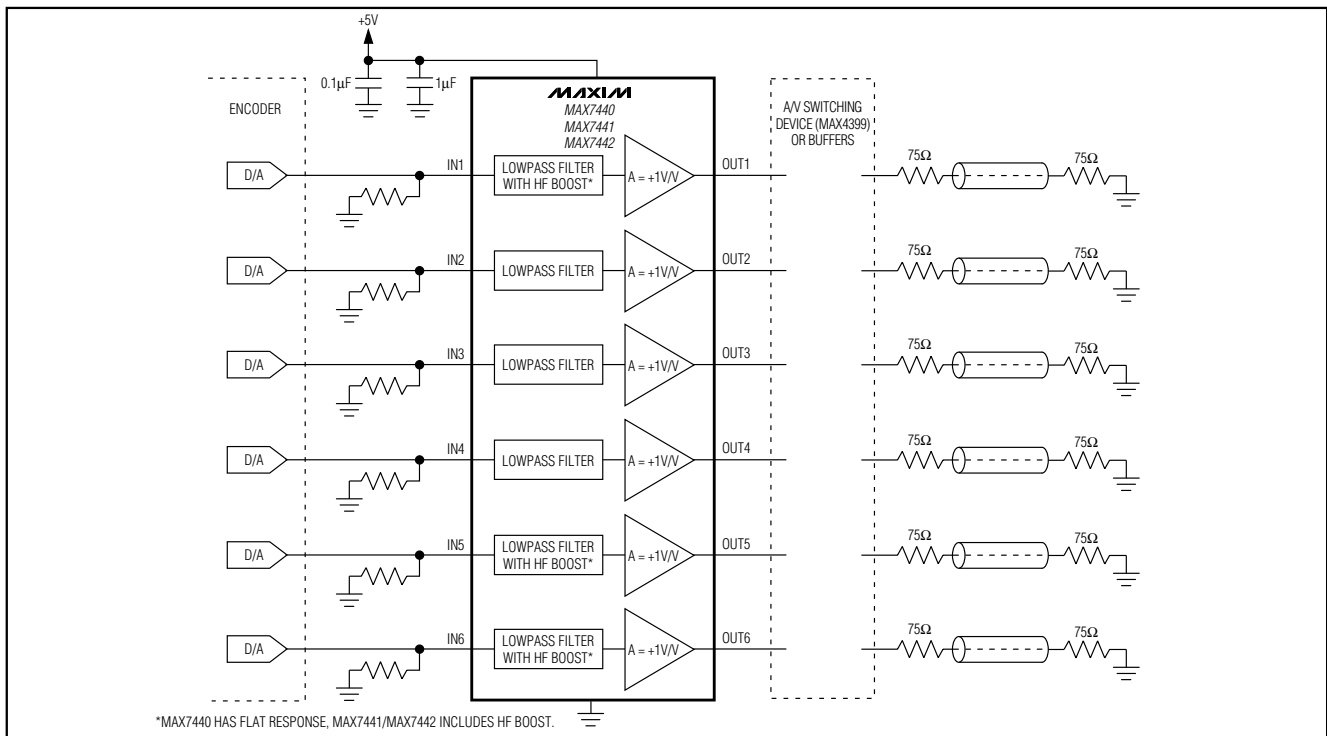 +5V
0.1µF
1µF
ENCODER
MAXIM
MAX7440
MAX7441
MAX7442
A/V SWITCHING
DEVICE (MAX4399)
OR BUFFERS
D/A
IN1
LOWPASS FILTER
WITH HF BOOST*
A = +1V/V
OUT1
75Ω
75Ω
D/A
IN2
LOWPASS FILTER
A = +1V/V
OUT2
75Ω
75Ω
D/A
IN3
LOWPASS FILTER
A = +1V/V
OUT3
75Ω
75Ω
D/A
IN4
LOWPASS FILTER
A = +1V/V
OUT4
75Ω
75Ω
D/A
IN5
LOWPASS FILTER
WITH HF BOOST*
A = +1V/V
OUT5
75Ω
75Ω
D/A
IN6
LOWPASS FILTER
WITH HF BOOST*
A = +1V/V
OUT6
75Ω
75Ω
*MAX7440 HAS FLAT RESPONSE, MAX7441/MAX7442 INCLUDES HF BOOST.